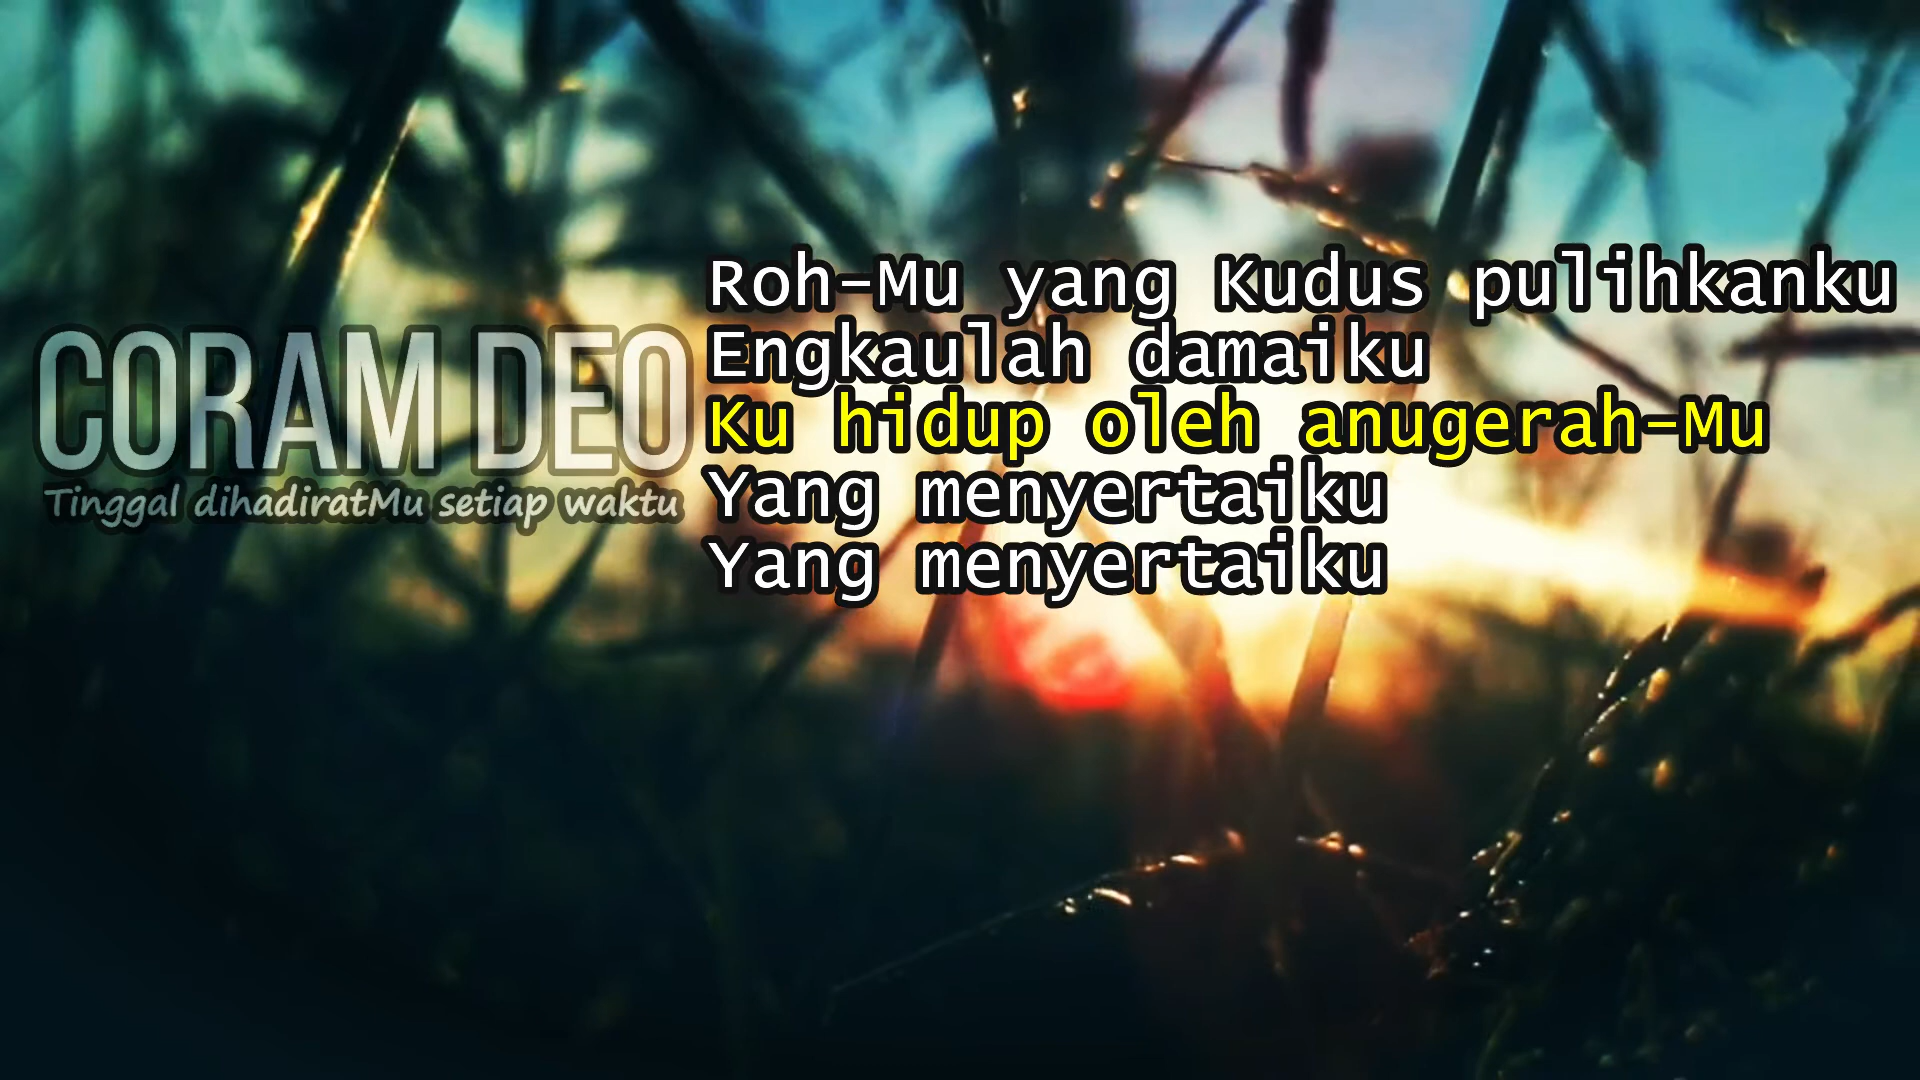 CORAM DEO
Tinggal dihadiratMu setiap waktu
Roh-Mu yang Kudus pulihkanku
Engkaulah damaiku
Ku hidup oleh anugerah-Mu
Yang menyertaiku
Yang menyertaiku